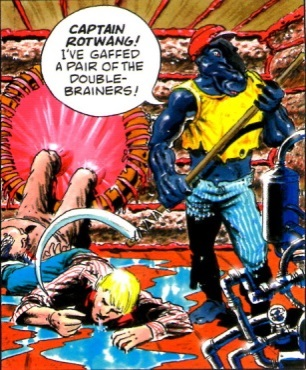 CAPTAIN
ROTWANG!
I'VE GAFFED
A PAIR OF THE
DOUBLE-
BRAINERS!